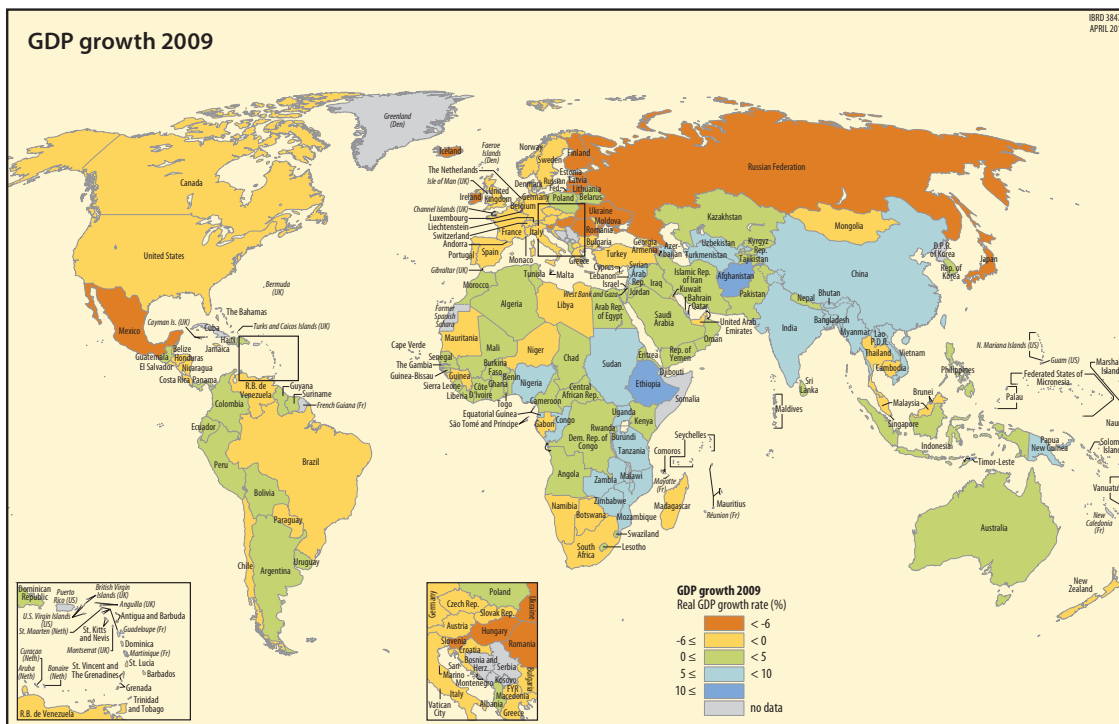 IBRD 384
APRIL 201
GDP growth 2009
Greenland
(Den)
Iceland
Faeroe
Islands
(Den)
Norway
Sweden
Finland
Russian Federation
Canada
The Netherlands
Isle of Man (UK)
Ireland
United
Kingdom
Denmark
Estonia
Russian
Fed.
Latvia
Lithuania
Germany
Poland
Belarus
Channel Islands (UK)
Belgium
Luxembourg
Liechtenstein
Switzerland
Andorra
France
Italy
Ukraine
Moldova
Romania
Bulgaria
Kazakhstan
Mongolia
United States
Portugal
Spain
Monaco
Greece
Georgia
Armenia
Azer-
baijan
Turkey
Uzbekistan
Turkmenistan
Kyrgyz
Rep.
Tajikistan
D.P.R.
of Korea
Rep. of
Korea
Japan
China
Gibraltar (UK)
Tunisia
Malta
Cyprus
Lebanon
Israel
Syrian
Arab
Rep.
West Bank and Gaza
Jordan
Iraq
Islamic Rep.
of Iran
Afghanistan
Kuwait
Bahrain
Qatar
Pakistan
Nepal
Bhutan
Bermuda
(UK)
Morocco
Algeria
Libya
Arab Rep.
of Egypt
Saudi
Arabia
United Arab
Emirates
Oman
India
Bangladesh
Myanmar
Lao
P.D.R.
Mexico
The Bahamas
Cayman Is. (UK)
Cuba
Turks and Caicos Islands (UK)
Former
Spanish
Sahara
Haiti
Jamaica
Belize
Guatemala
Honduras
El Salvador
Nicaragua
Costa Rica
Panama
Cape Verde
Mauritania
Mali
Niger
Chad
Sudan
Eritrea
Rep. of
Yemen
Djibouti
Thailand
Vietnam
Cambodia
Philippines
N. Mariana Islands (US)
Guam (US)
Marsha
Island
Federated States of
Micronesia
Palau
Senegal
The Gambia
Guinea-Bissau
Guinea
Sierra Leone
Liberia
Burkina
Faso
Côte
D'Ivoire
Ghana
Benin
Togo
Nigeria
Cameroon
Central
African Rep.
Ethiopia
Somalia
Sri
Lanka
Maldives
Malaysia
Brunei
Singapore
Nau
R.B. de
Venezuela
Guyana
Suriname
French Guiana (Fr)
Colombia
Ecuador
Equatorial Guinea
São Tomé and Príncipe
Gabon
Congo
Uganda
Kenya
Rwanda
Burundi
Dem. Rep. of
Congo
Tanzania
Seychelles
Comoros
Mayotte
(Fr)
Indonesia
Timor-Leste
Papua
New Guinea
Solomo
Island
Peru
Brazil
Bolivia
Paraguay
Chile
Uruguay
Argentina
Angola
Zambia
Malawi
Zimbabwe
Mozambique
Namibia
Botswana
Madagascar
Mauritius
Réunion (Fr)
South
Africa
Swaziland
Lesotho
Vanuatu
New
Caledonia
(Fr)
Australia
New
Zealand
Dominican
Republic
Puerto
Rico (US)
British Virgin
Islands (UK)
U.S. Virgin Islands
(US)
Anguilla (UK)
St. Maarten (Neth)
St. Kitts
and Nevis
Antigua and Barbuda
Montserrat (UK)
Guadeloupe (Fr)
Dominica
Martinique (Fr)
Curaçao
(Neth)
Aruba
(Neth)
Bonaire
(Neth)
St. Vincent and
The Grenadines
St. Lucia
Barbados
Grenada
Trinidad
and Tobago
R.B. de Venezuela
Germany
Poland
Ukraine
Czech Rep.
Slovak Rep.
Austria
Hungary
Slovenia
Croatia
Romania
San
Marino
Bosnia and
Herz.
Serbia
Montenegro
Kosovo
Bulgaria
Italy
FYR
Macedonia
Vatican
City
Albania
Greece
GDP growth 2009
Real GDP growth rate (%)
< -6
-6 ≤ < 0
0 ≤ < 5
5 ≤ < 10
10 ≤
no data